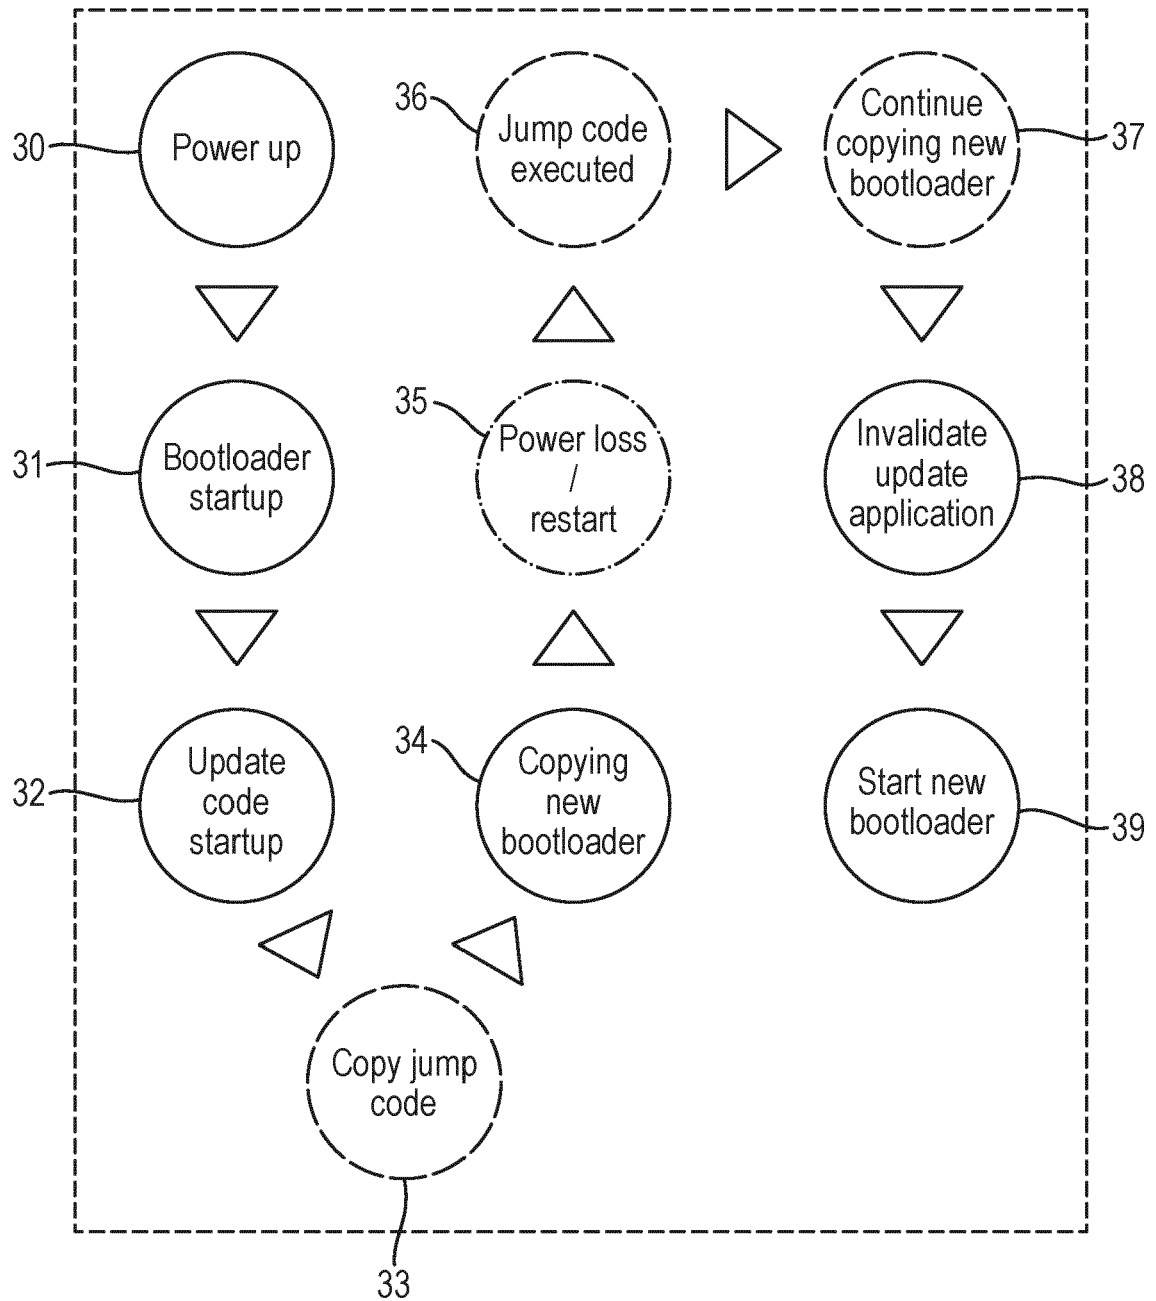 30
Power up
31
Bootloader
startup
32
Update
code
startup
33
Copy jump
code
34
Copying
new
bootloader
35
Power loss
/
restart
36
Jump code
executed
37
Continue
copying new
bootloader
38
Invalidate
update
application
39
Start new
bootloader